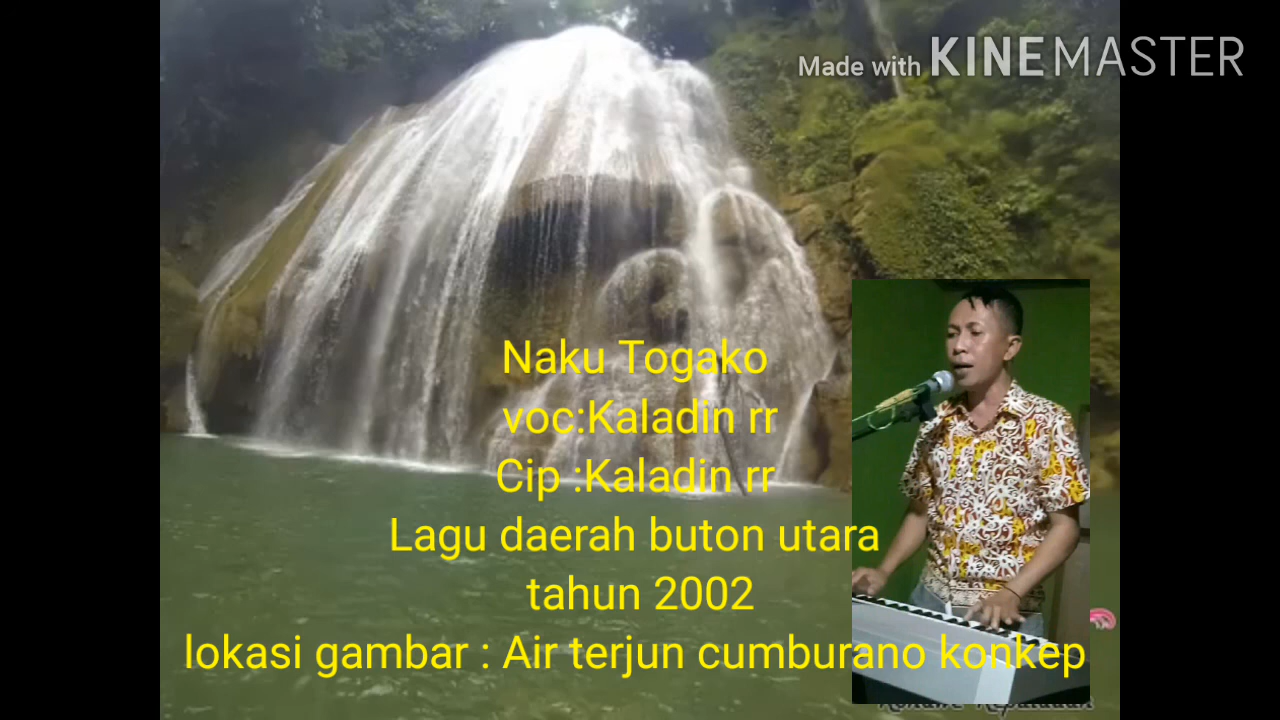 Made with KINEMASTER
Naku Togako
voc:Kaladin rr
Cip :Kaladin rr
Lagu daerah buton utara
tahun 2002
lokasi gambar : Air terjun cumburano konkep